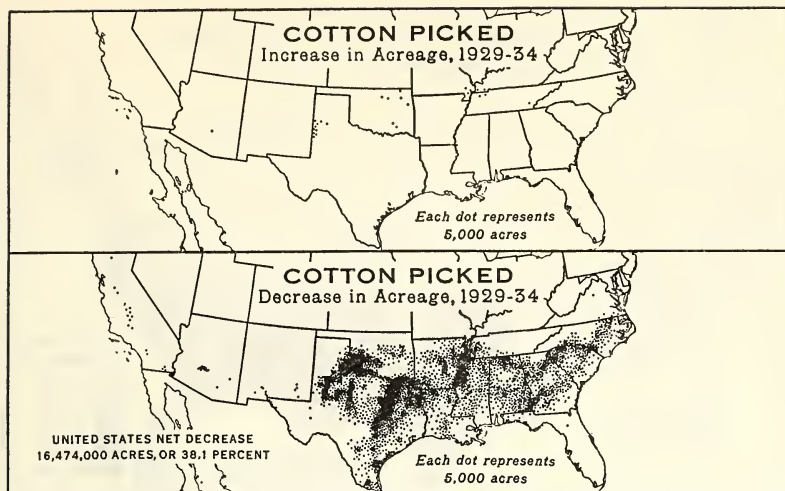 COTTON PICKED
Increase in Acreage, 1929-34
Each dot represents
5,000 acres
COTTON PICKED
Decrease in Acreage, 1929-34
UNITED STATES NET DECREASE
16,474,000 ACRES, OR 38.1 PERCENT
Each dot represents
5,000 acres